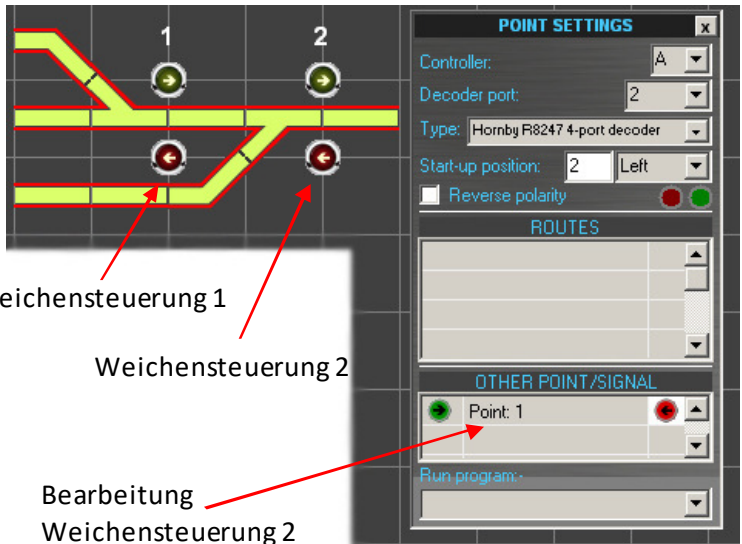 1 2
POINT SETTINGS x
Controller: A
Decoder port: 2
Type: Hornby R8247 4-port decoder
Start-up position: 2 Left
Reverse polarity
ROUTES
eichensteuerung 1
Weichensteuerung 2
OTHER POINT/SIGNAL
Point: 1
Run program:-
Bearbeitung
Weichensteuerung 2